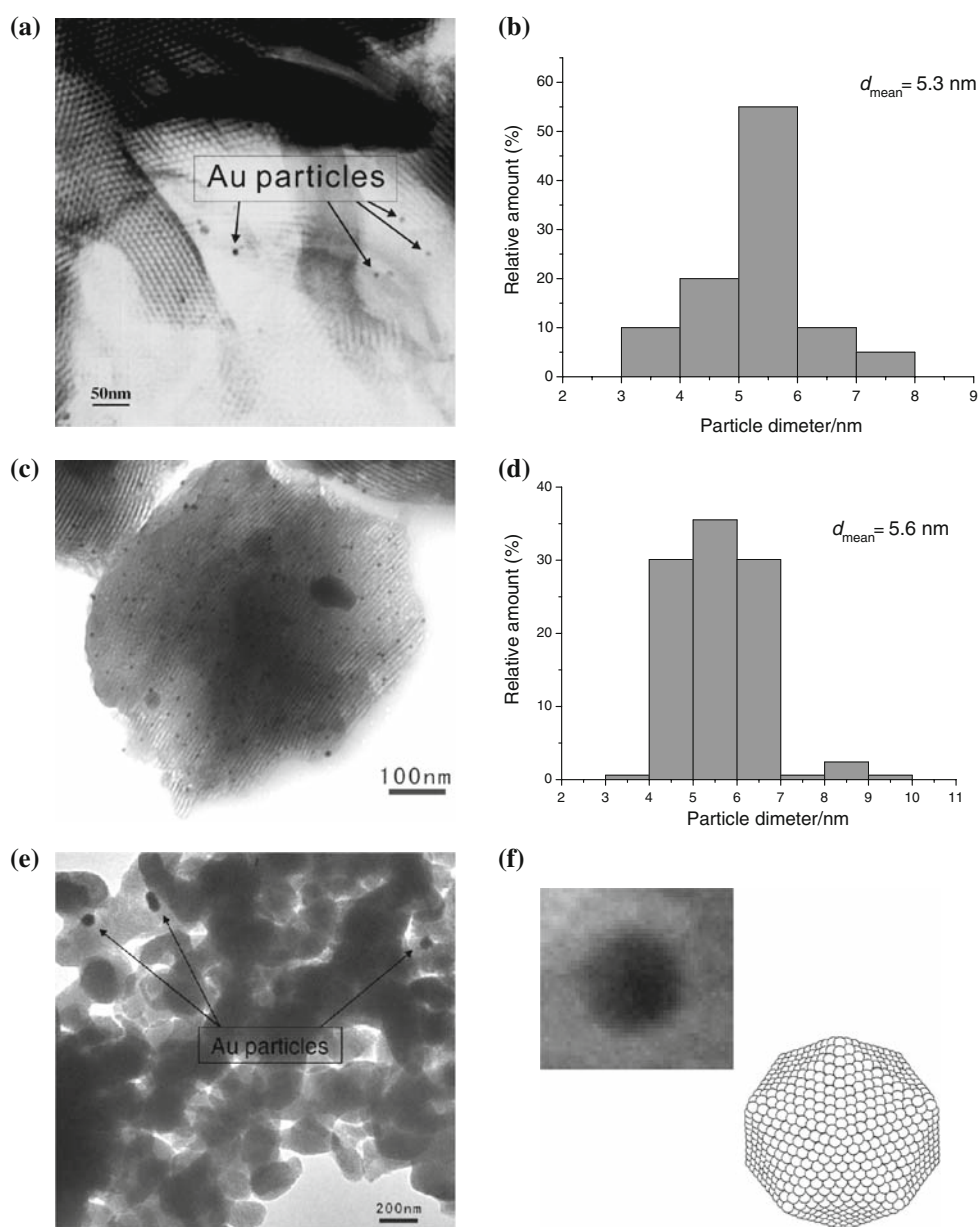 (a)
Au particles
50nm
(b)
d_mean = 5.3 nm
Relative amount (%)
60
50
40
30
20
10
0
2 3 4 5 6 7 8 9
Particle dimeter/nm
(c)
100nm
(d)
d_mean = 5.6 nm
Relative amount (%)
40
30
20
10
0
2 3 4 5 6 7 8 9 10 11
Particle dimeter/nm
(e)
Au particles
200nm
(f)